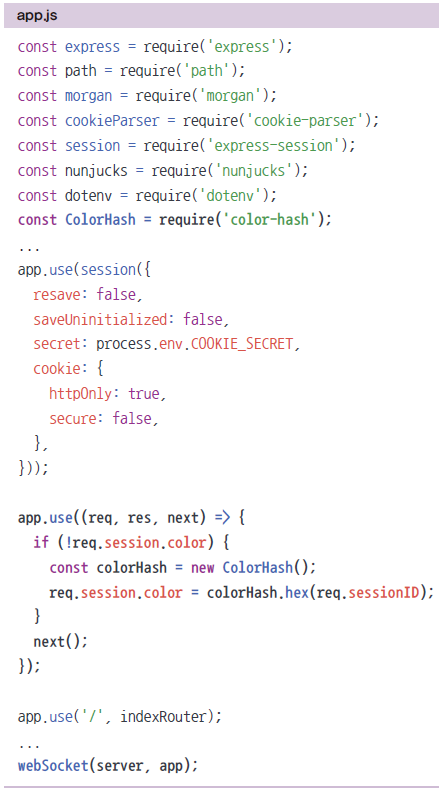 app.js
const express = require('express');
const path = require('path');
const morgan = require('morgan');
const cookieParser = require('cookie-parser');
const session = require('express-session');
const nunjucks = require('nunjucks');
const dotenv = require('dotenv');
const ColorHash = require('color-hash');
...
app.use(session({
  resave: false,
  saveUninitialized: false,
  secret: process.env.COOKIE_SECRET,
  cookie: {
    httpOnly: true,
    secure: false,
  },
}));

app.use((req, res, next) => {
  if (!req.session.color) {
    const colorHash = new ColorHash();
    req.session.color = colorHash.hex(req.sessionID);
  }
  next();
});

app.use('/', indexRouter);
...
webSocket(server, app);